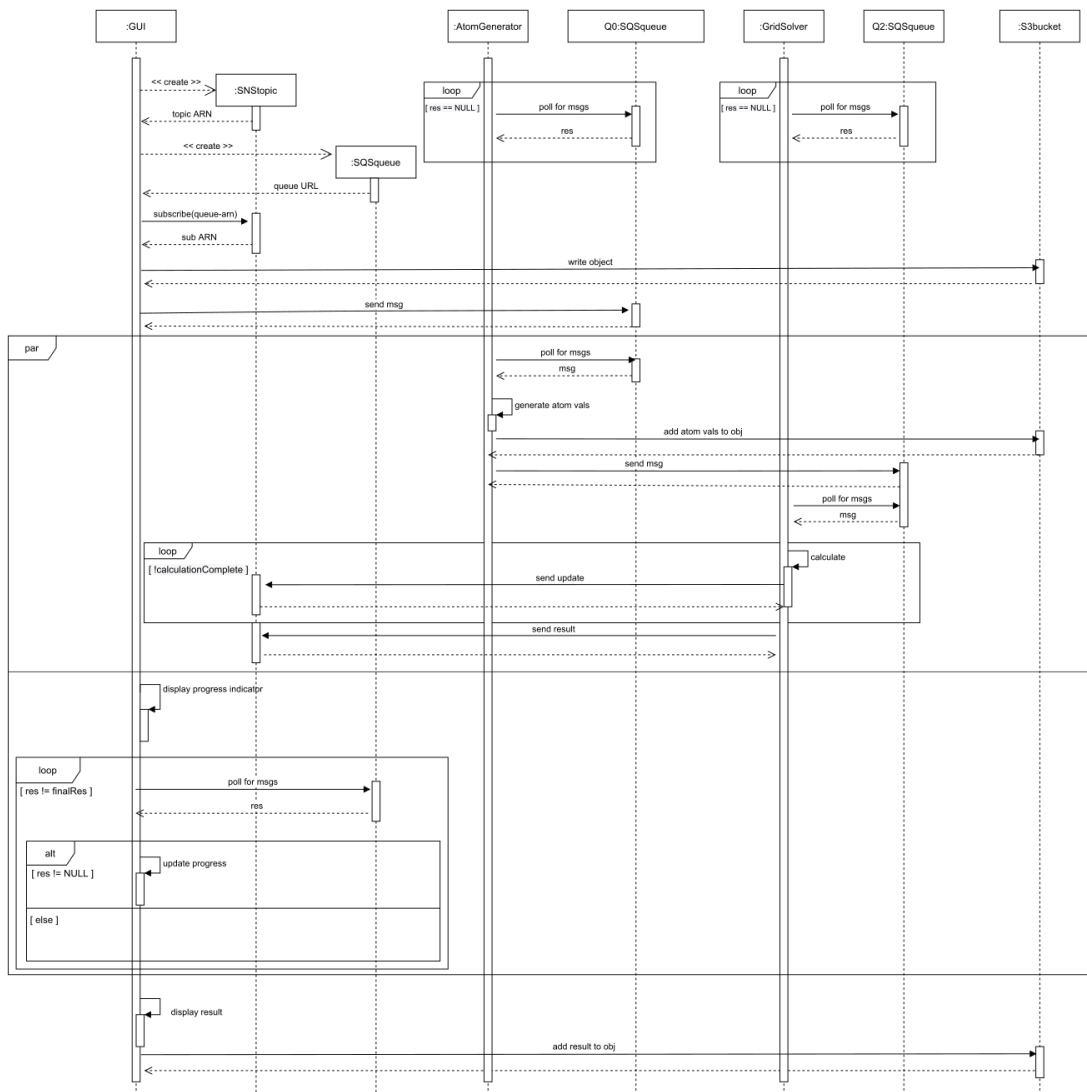 :GUI
:AtomGenerator
Q0:SQSqueue
:GridSolver
Q2:SQSqueue
:S3bucket
<< create >>
:SNStopic
loop
[ res == NULL ]
poll for msgs
res
loop
[ res == NULL ]
poll for msgs
res
topic ARN
<< create >>
:SQSqueue
queue URL
subscribe(queue-arn)
sub ARN
write object
send msg
par
poll for msgs
msg
generate atom vals
add atom vals to obj
send msg
poll for msgs
msg
loop
[ !calculationComplete ]
calculate
send update
send result
display progress indicator
loop
[ res != finalRes ]
poll for msgs
res
alt
[ res != NULL ]
update progress
[ else ]
display result
add result to obj